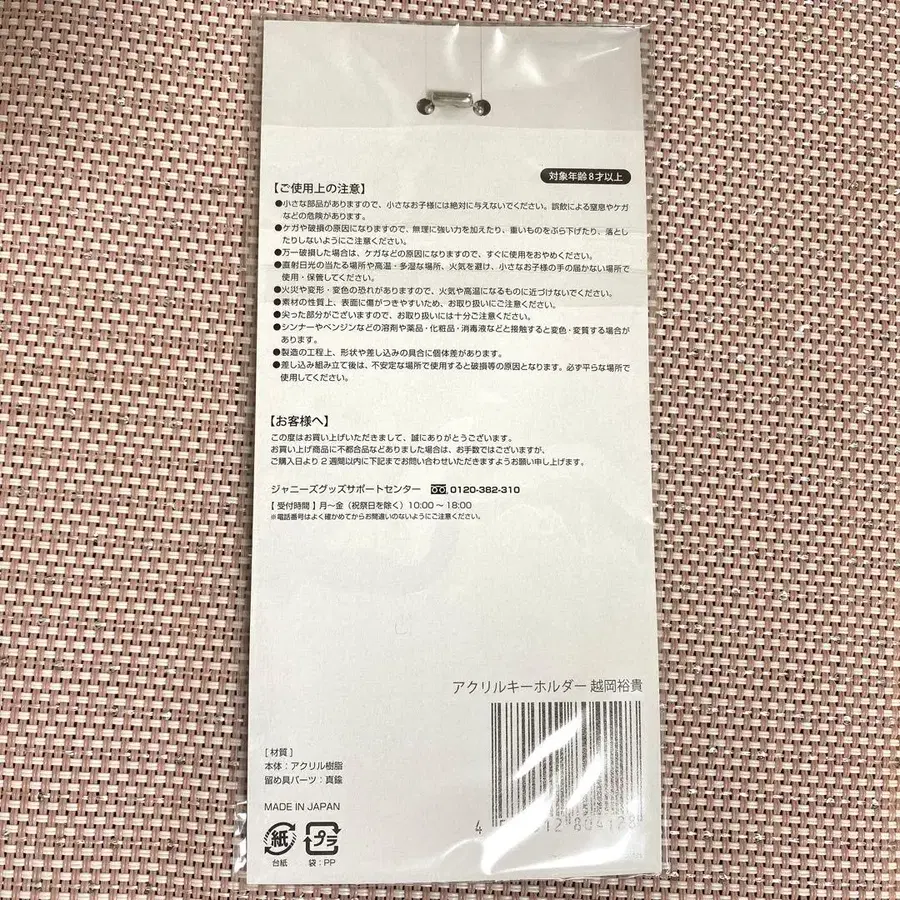 対象年齢8才以上
【ご使用上の注意】
●小さな部品がありますので、小さなお子様には絶対に与えないでください。誤飲による窒息やケガ
などの危険があります。
●ケガや破損の原因になりますので、無理に強い力を加えたり、重いものをぶら下げたり、落とし
たりしないようにご注意ください。
●万一破損した場合は、ケガなどの原因になりますので、すぐに使用をおやめください。
●直射日光の当たる場所や高温・多湿な場所、火気を避け、小さなお子様の手の届かない場所で
使用・保管してください。
●火災や変形・変色の恐れがありますので、火気や高温になるものに近づけないでください。
●素材の性質上、表面に傷がつきやすいため、お取り扱いにご注意ください。
●尖った部分がございますので、お取り扱いには十分ご注意ください。
●シンナーやベンジンなどの溶剤や薬品・化粧品・消毒液などと接触すると変色・変質する場合が
あります。
●製造の工程上、形状や差し込みの具合に個体差があります。
●差し込み組み立て後は、不安定な場所で使用すると破損等の原因となります。必ず平らな場所で
使用してください。
【お客様へ】
この度はお買い上げいただきまして、誠にありがとうございます。
お買い上げ商品に不都合品などありました場合は、お手数ではございますが、
ご購入日より2週間以内に下記までお問い合わせいただきますようお願い申し上げます。
ジャニーズグッズサポートセンター 0120-382-310
【受付時間】月〜金（祝祭日を除く）10:00〜18:00
※電話番号はよく確かめてからお間違いのないようにご注意ください。
アクリルキーホルダー 越岡裕貴
[材質]
本体：アクリル樹脂
留め具パーツ：真鍮
MADE IN JAPAN
紙 プラ
台紙 袋：PP